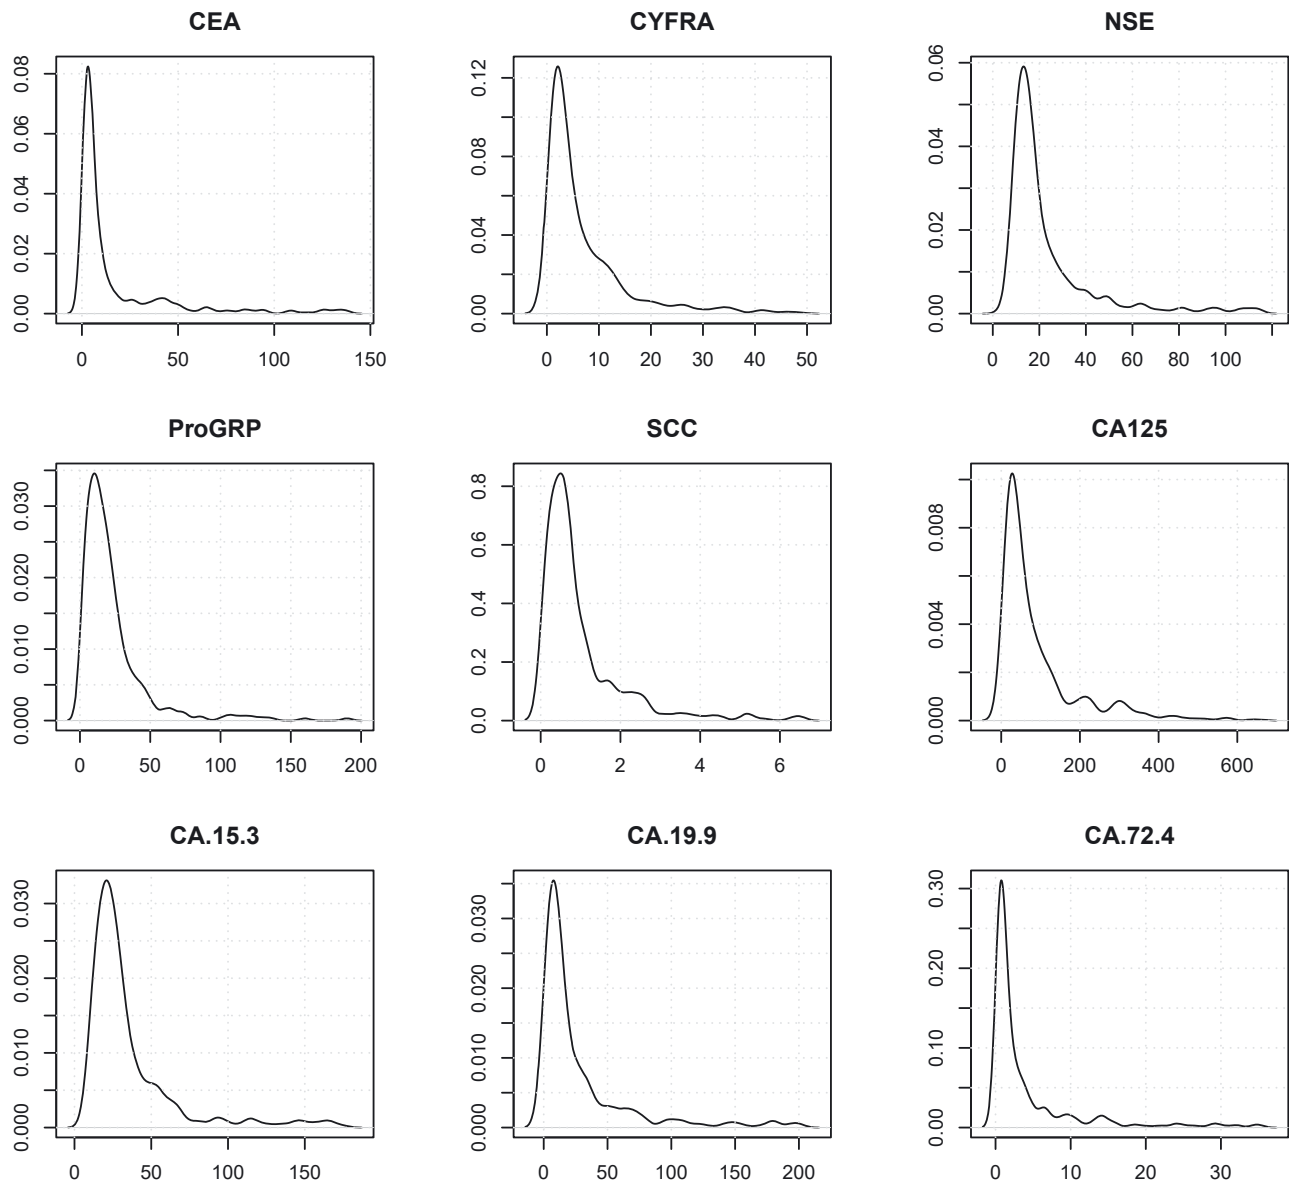 CEA
CYFRA
NSE
0.00 0.02 0.04 0.06 0.08
0.00 0.04 0.08 0.12
0.00 0.02 0.04 0.06
0 50 100 150
0 10 20 30 40 50
0 20 40 60 80 100
ProGRP
SCC
CA125
0.000 0.010 0.020 0.030
0.0 0.2 0.4 0.6 0.8
0.000 0.004 0.008
0 50 100 150 200
0 2 4 6
0 200 400 600
CA.15.3
CA.19.9
CA.72.4
0.000 0.010 0.020 0.030
0.000 0.010 0.020 0.030
0.00 0.10 0.20 0.30
0 50 100 150
0 50 100 150 200
0 10 20 30